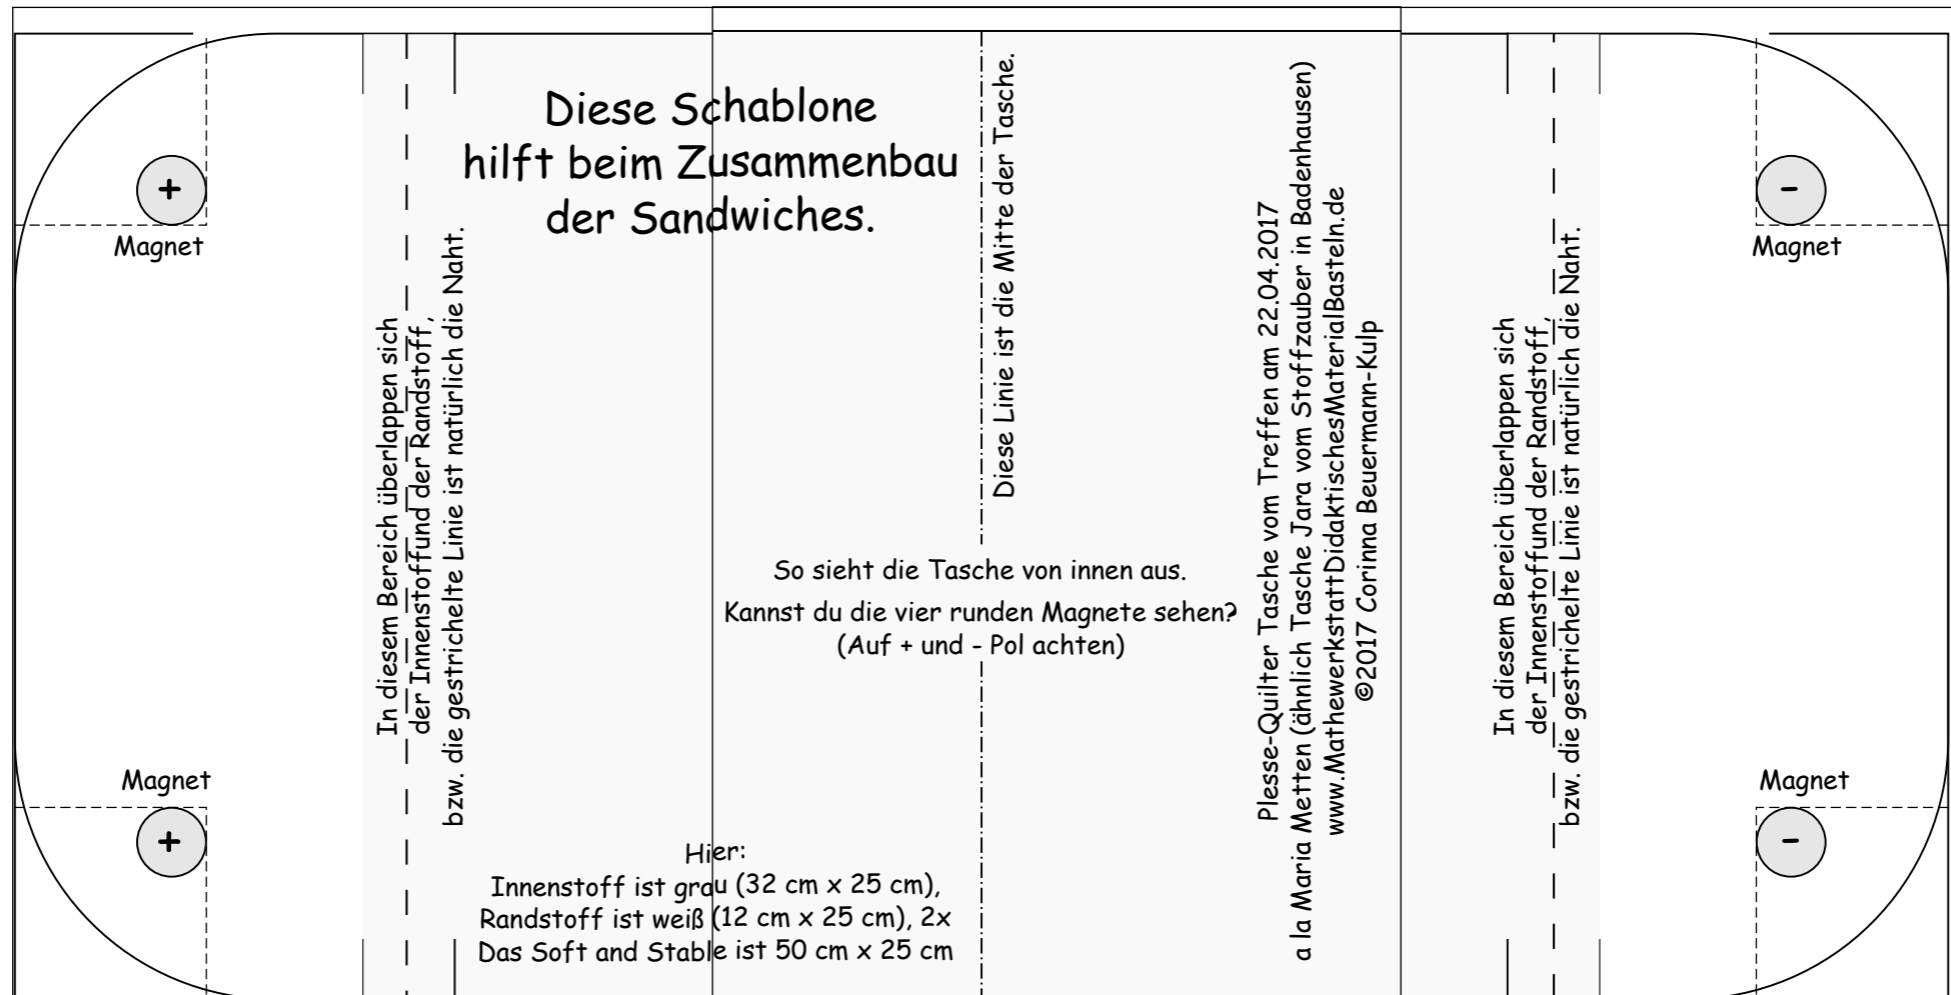 Diese Schablone
hilft beim Zusammenbau
der Sandwiches.
+
Magnet
Magnet
+
In diesem Bereich überlappen sich
der Innenstoffund der Randstoff,
bzw. die gestrichelte Linie ist natürlich die Naht.
Diese Linie ist die Mitte der Tasche.
So sieht die Tasche von innen aus.
Kannst du die vier runden Magnete sehen?
(Auf + und - Pol achten)
Hier:
Innenstoff ist grau (32 cm x 25 cm),
Randstoff ist weiß (12 cm x 25 cm), 2x
Das Soft and Stable ist 50 cm x 25 cm
Plesse-Quilter Tasche vom Treffen am 22.04.2017
a la Maria Metten (ähnlich Tasche Jara vom Stoffzauber in Badenhausen)
www.MathewerkstattDidaktischesMaterialBasteln.de
©2017 Corinna Beuermann-Kulp
In diesem Bereich überlappen sich
der Innenstoffund der Randstoff,
bzw. die gestrichelte Linie ist natürlich die Naht.
-
Magnet
Magnet
-